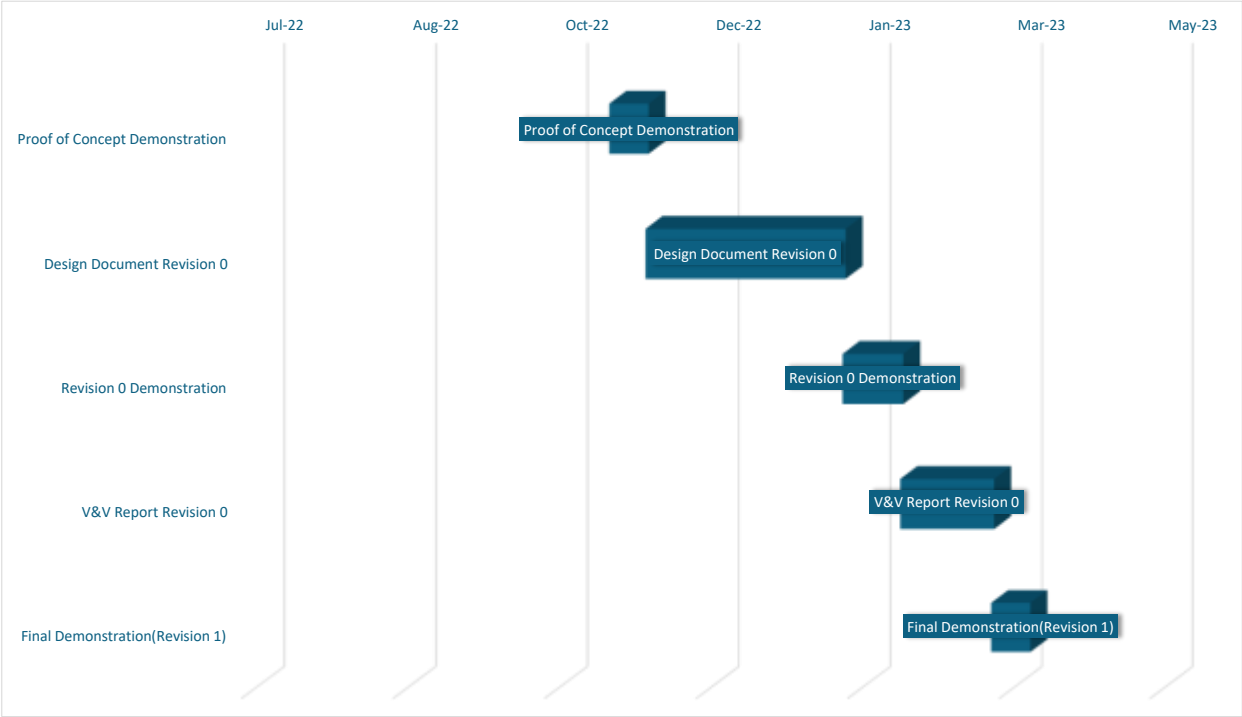 Jul-22 Aug-22 Oct-22 Dec-22 Jan-23 Mar-23 May-23
Proof of Concept Demonstration Proof of Concept Demonstration
Design Document Revision 0 Design Document Revision 0
Revision 0 Demonstration Revision 0 Demonstration
V&V Report Revision 0 V&V Report Revision 0
Final Demonstration(Revision 1) Final Demonstration(Revision 1)